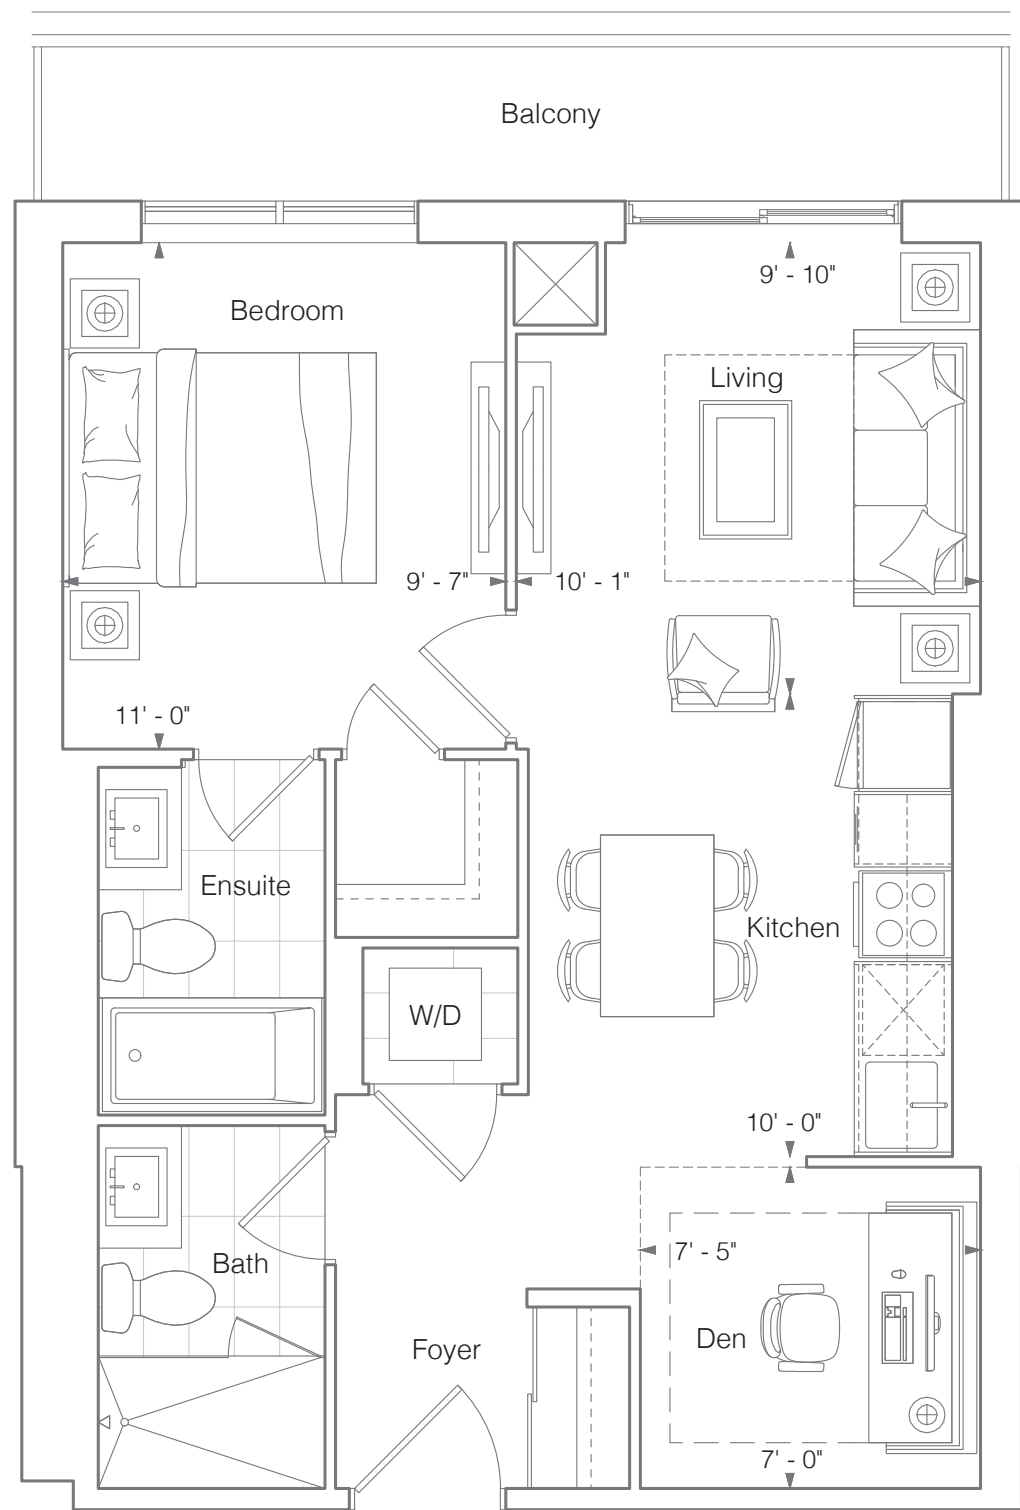 Balcony
9' - 10"
Bedroom
Living
9' - 7"
10' - 1"
11' - 0"
Ensuite
Kitchen
W/D
10' - 0"
7' - 5"
Bath
Den
Foyer
7' - 0"